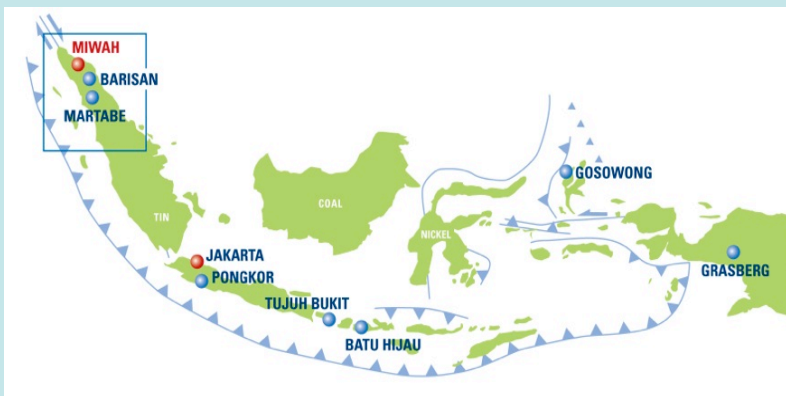 MIWAH
BARISAN
MARTABE
TIN
COAL
NICKEL
GOSOWONG
GRASBERG
JAKARTA
PONGKOR
TUJUH BUKIT
BATU HIJAU